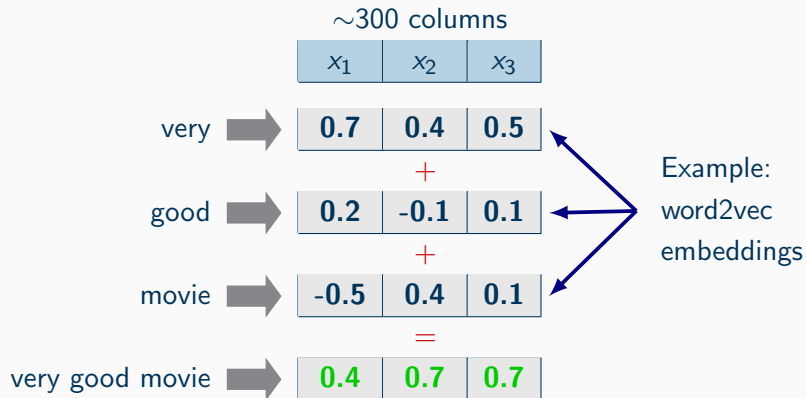 ~300 columns
x₁ x₂ x₃
very 0.7 0.4 0.5
+
good 0.2 -0.1 0.1
+
movie -0.5 0.4 0.1
=
very good movie 0.4 0.7 0.7
Example:
word2vec
embeddings